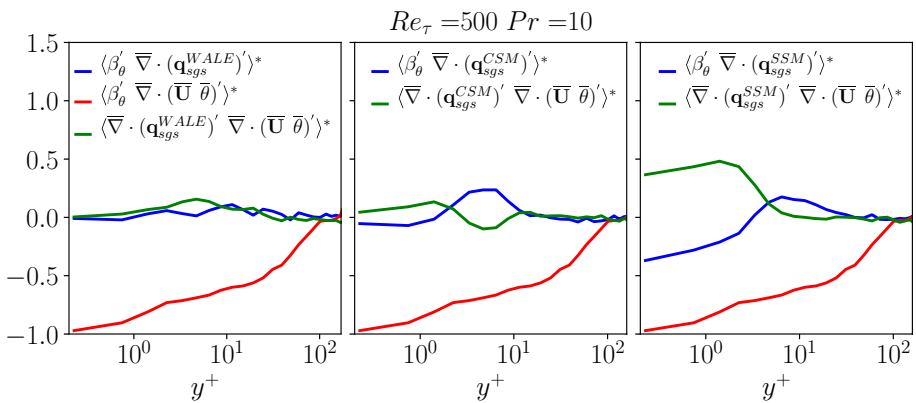 Re_τ =500 Pr=10
1.5
1.0
0.5
0.0
−0.5
−1.0
⟨β′_θ ∇̅ · (q_sgs^WALE)′⟩*
⟨β′_θ ∇̅ · (U̅ θ̅)′⟩*
⟨∇̅ · (q_sgs^WALE)′ ∇̅ · (U̅ θ̅)′⟩*
10^0 10^1 10^2
y^+
⟨β′_θ ∇̅ · (q_sgs^CSM)′⟩*
⟨∇̅ · (q_sgs^CSM)′ ∇̅ · (U̅ θ̅)′⟩*
10^0 10^1 10^2
y^+
⟨β′_θ ∇̅ · (q_sgs^SSM)′⟩*
⟨∇̅ · (q_sgs^SSM)′ ∇̅ · (U̅ θ̅)′⟩*
10^0 10^1 10^2
y^+